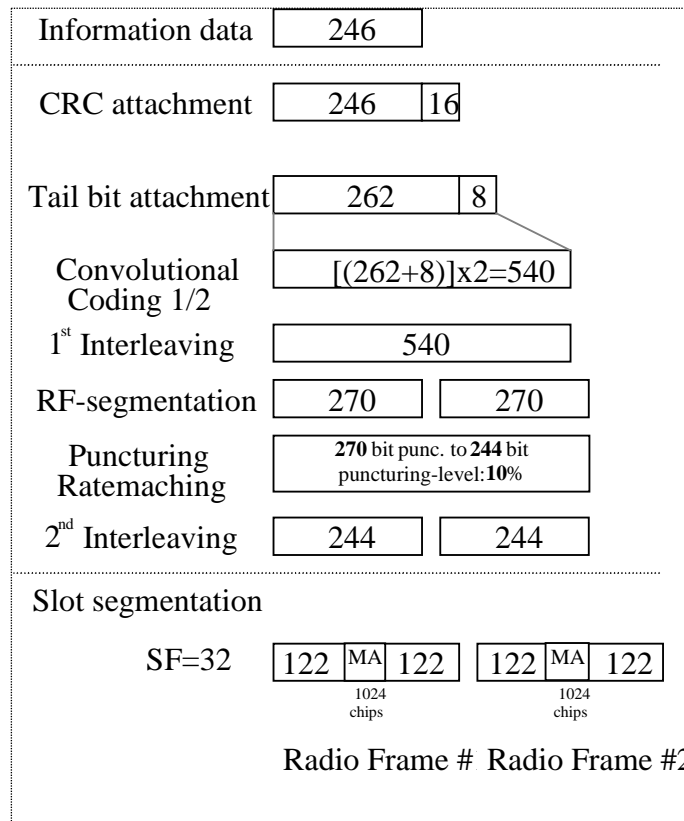 Information data 246
CRC attachment 246 16
Tail bit attachment 262 8
Convolutional
Coding 1/2
[(262+8)]x2=540
1st Interleaving 540
RF-segmentation 270 270
Puncturing
Ratemaching
270 bit punc. to 244 bit
puncturing-level:10%
2nd Interleaving 244 244
Slot segmentation
SF=32 122 MA 122 122 MA 122
1024
chips
1024
chips
Radio Frame # Radio Frame #2